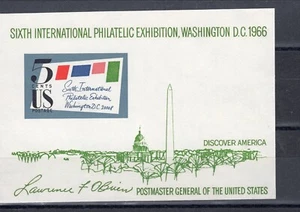 SIXTH INTERNATIONAL PHILATELIC EXHIBITION, WASHINGTON D.C. 1966
5
CENTS
US
POSTAGE
Sixth International
Philatelic Exhibition
Washington D.C.
DISCOVER AMERICA
Lawrence F. O'Brien
POSTMASTER GENERAL OF THE UNITED STATES